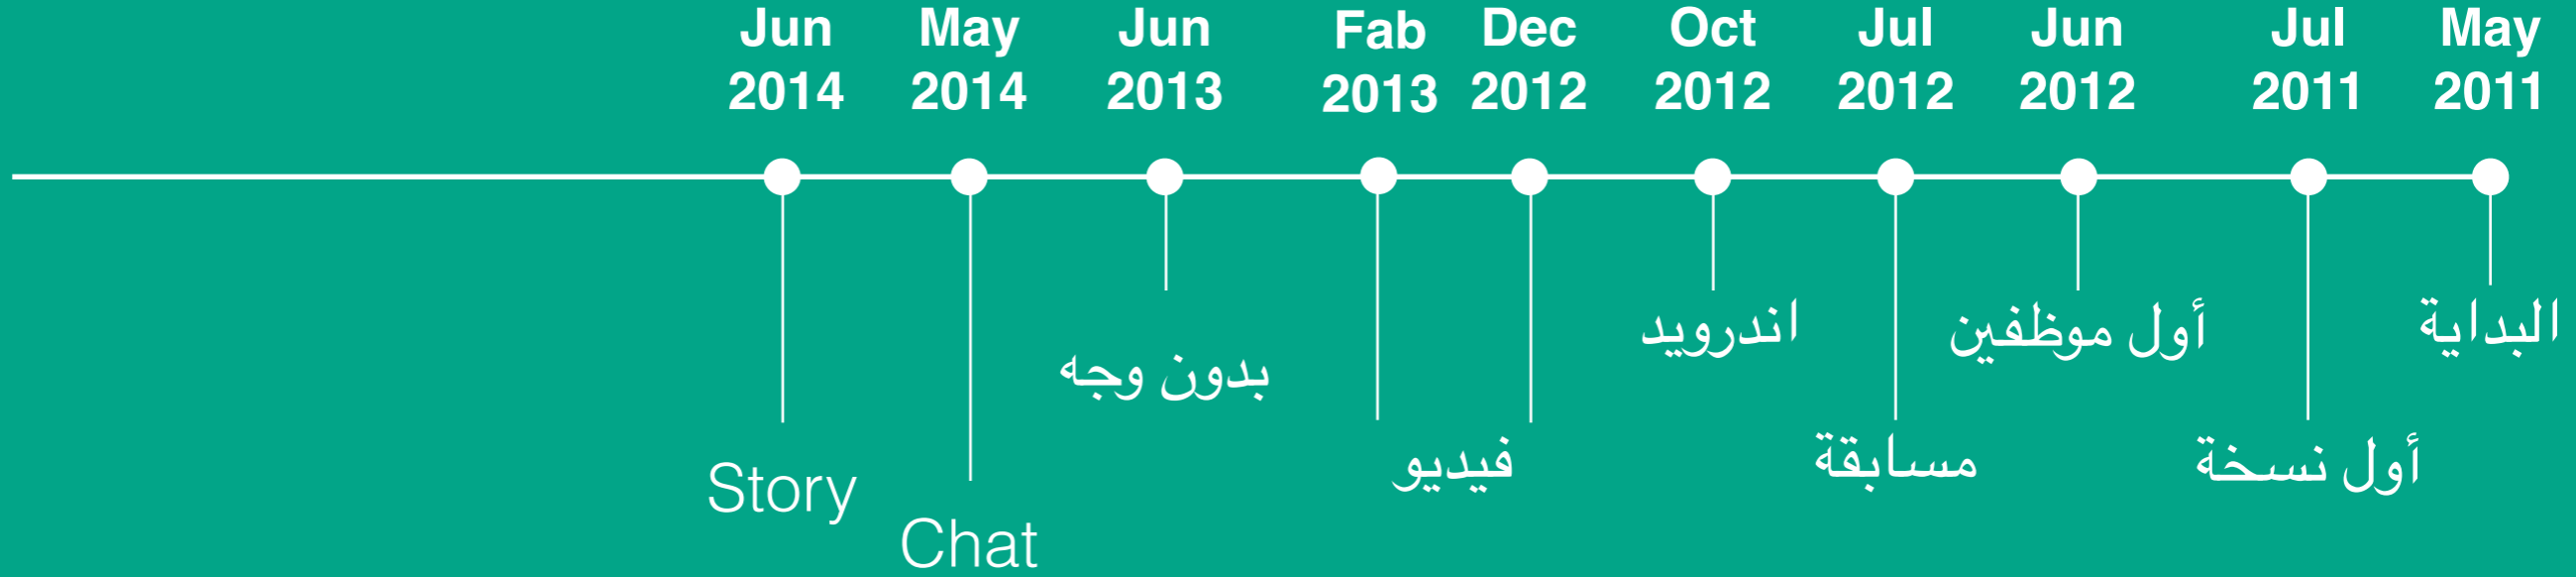 May
2011
Jul
2011
Jun
2012
Jul
2012
Oct
2012
Dec
2012
Fab
2013
Jun
2013
May
2014
Jun
2014
البداية
أول نسخة
أول موظفين
مسابقة
اندرويد
فيديو
بدون وجه
Chat
Story